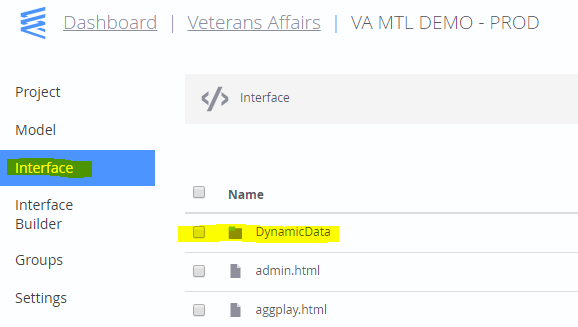 Dashboard | Veterans Affairs | VA MTL DEMO - PROD
Project
Model
Interface
Interface
Builder
Groups
Settings
Interface
Name
DynamicData
admin.html
aggplay.html